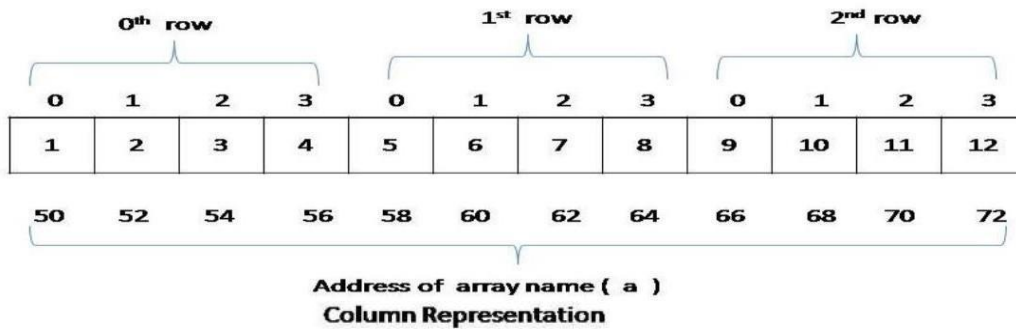 0th row 1st row 2nd row
0 1 2 3 0 1 2 3 0 1 2 3
1 2 3 4 5 6 7 8 9 10 11 12
50 52 54 56 58 60 62 64 66 68 70 72
Address of array name ( a )
Column Representation